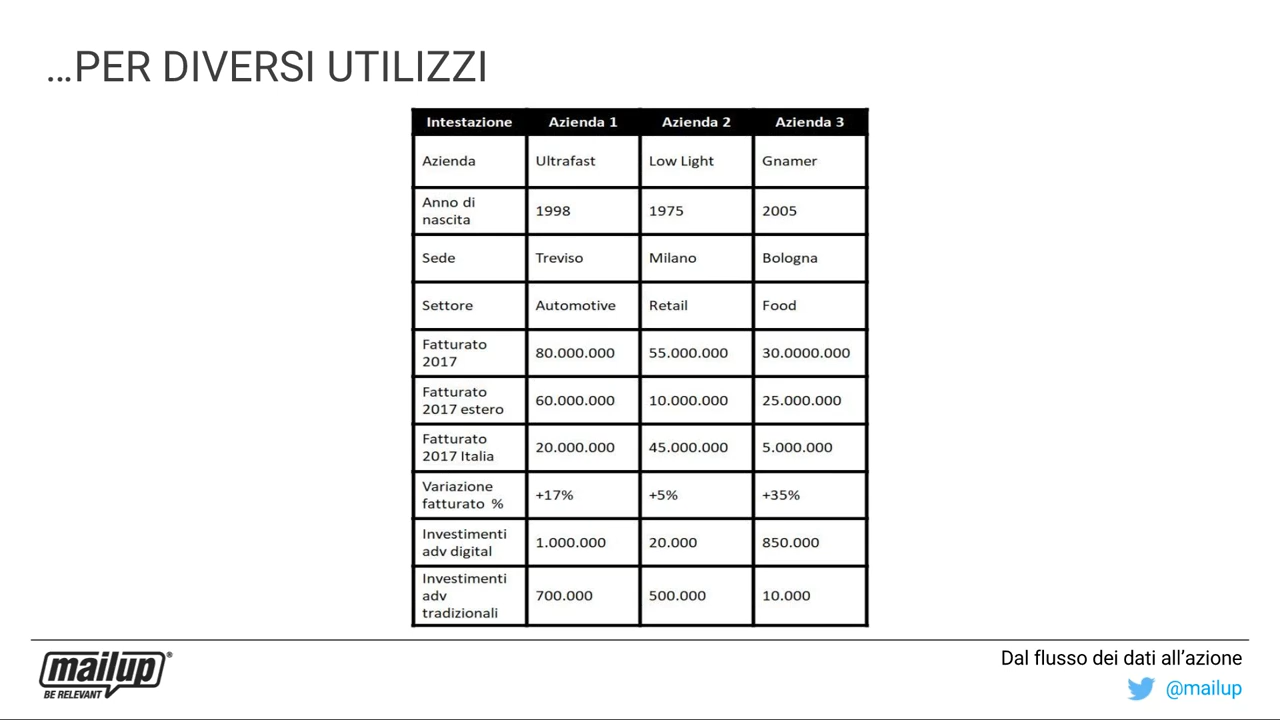 …PER DIVERSI UTILIZZI
Intestazione Azienda 1 Azienda 2 Azienda 3
Azienda Ultrafast Low Light Gnamer
Anno di
nascita 1998 1975 2005
Sede Treviso Milano Bologna
Settore Automotive Retail Food
Fatturato
2017 80.000.000 55.000.000 30.0000.000
Fatturato
2017 estero 60.000.000 10.000.000 25.000.000
Fatturato
2017 Italia 20.000.000 45.000.000 5.000.000
Variazione
fatturato % +17% +5% +35%
Investimenti
adv digital 1.000.000 20.000 850.000
Investimenti
adv
tradizionali 700.000 500.000 10.000
mailup®
BE RELEVANT
Dal flusso dei dati all’azione
@mailup